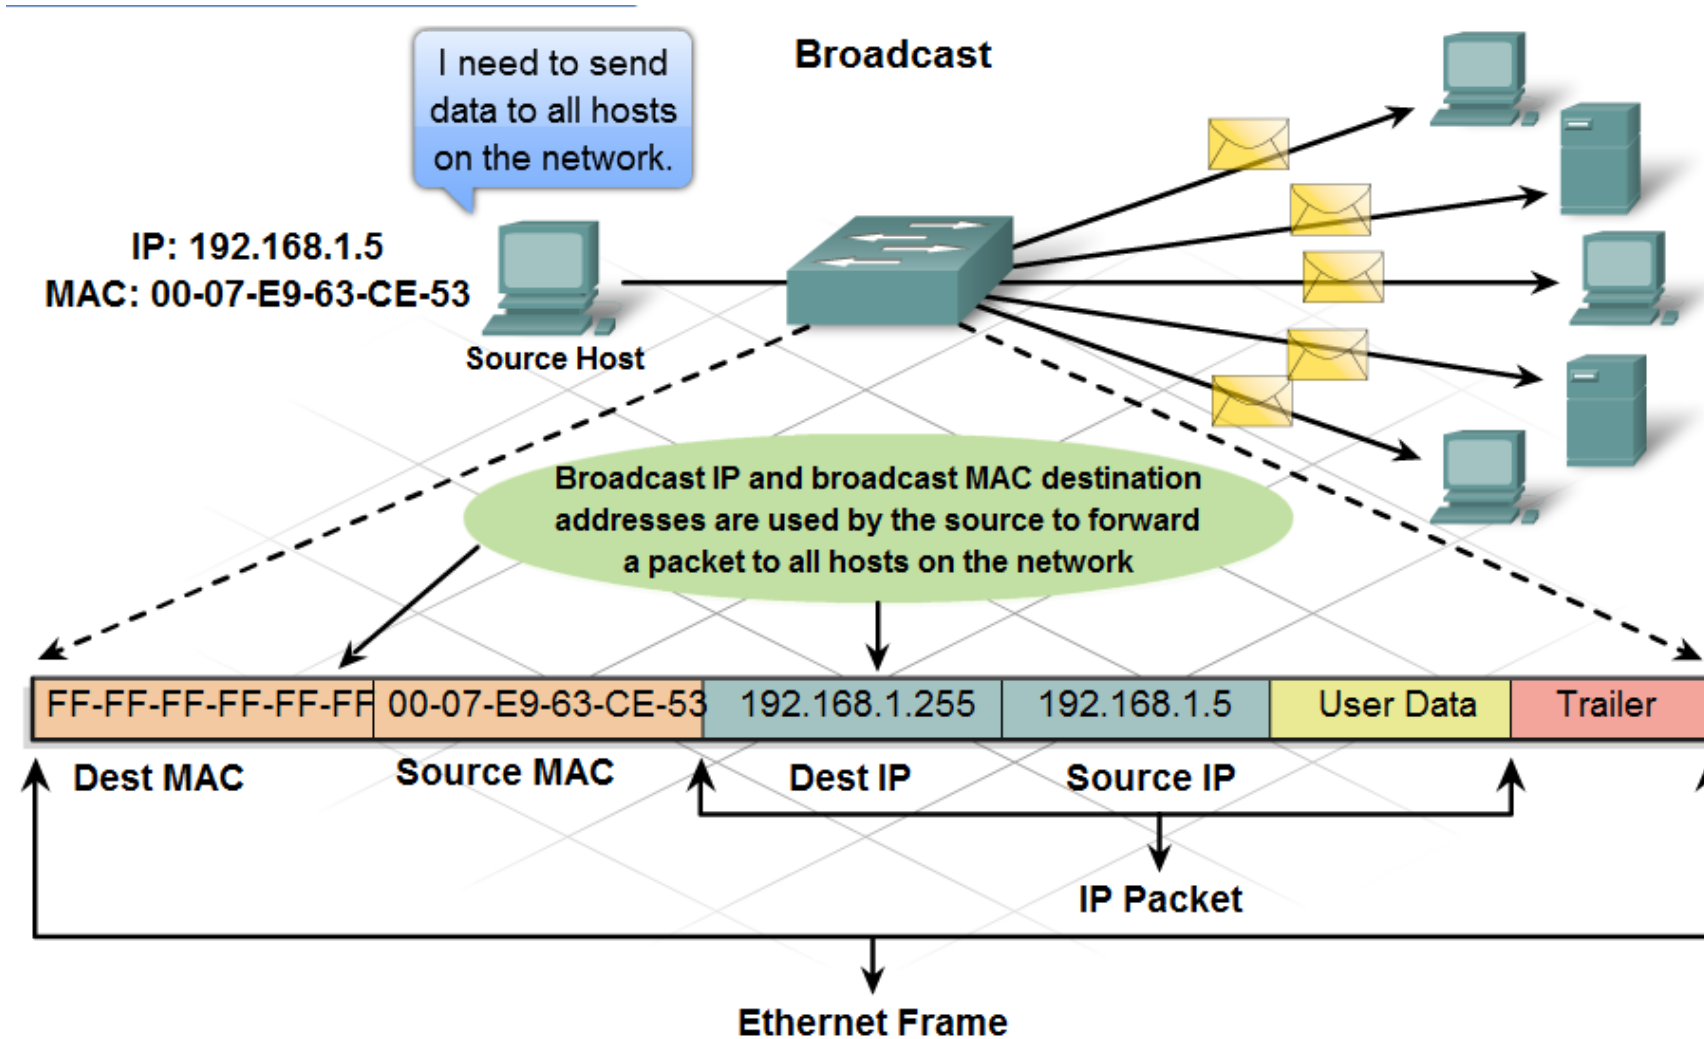 Broadcast
I need to send
data to all hosts
on the network.
IP: 192.168.1.5
MAC: 00-07-E9-63-CE-53
Source Host
Broadcast IP and broadcast MAC destination
addresses are used by the source to forward
a packet to all hosts on the network
FF-FF-FF-FF-FF-FF 00-07-E9-63-CE-53 192.168.1.255 192.168.1.5 User Data Trailer
Dest MAC Source MAC Dest IP Source IP
IP Packet
Ethernet Frame